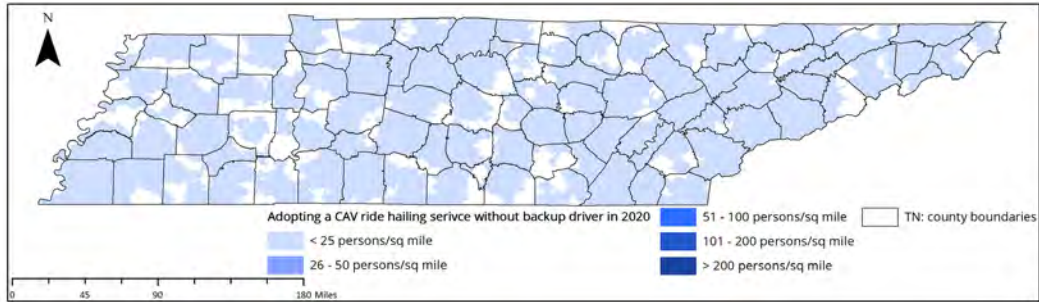 N
Adopting a CAV ride hailing serivce without backup driver in 2020
< 25 persons/sq mile
26 - 50 persons/sq mile
51 - 100 persons/sq mile
101 - 200 persons/sq mile
> 200 persons/sq mile
TN: county boundaries
0 45 90 180 Miles